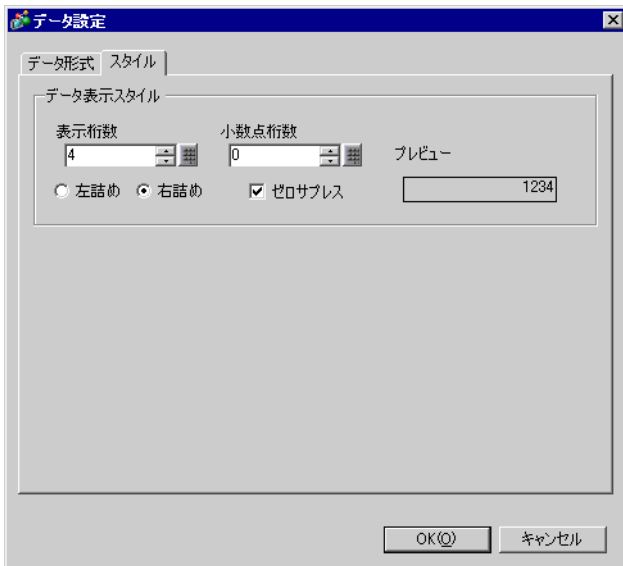 データ設定
データ形式 スタイル
データ表示スタイル
表示桁数 小数点桁数
プレビュー
4 0
1234
左詰め 右詰め ゼロサプレス
OK(O) キャンセル